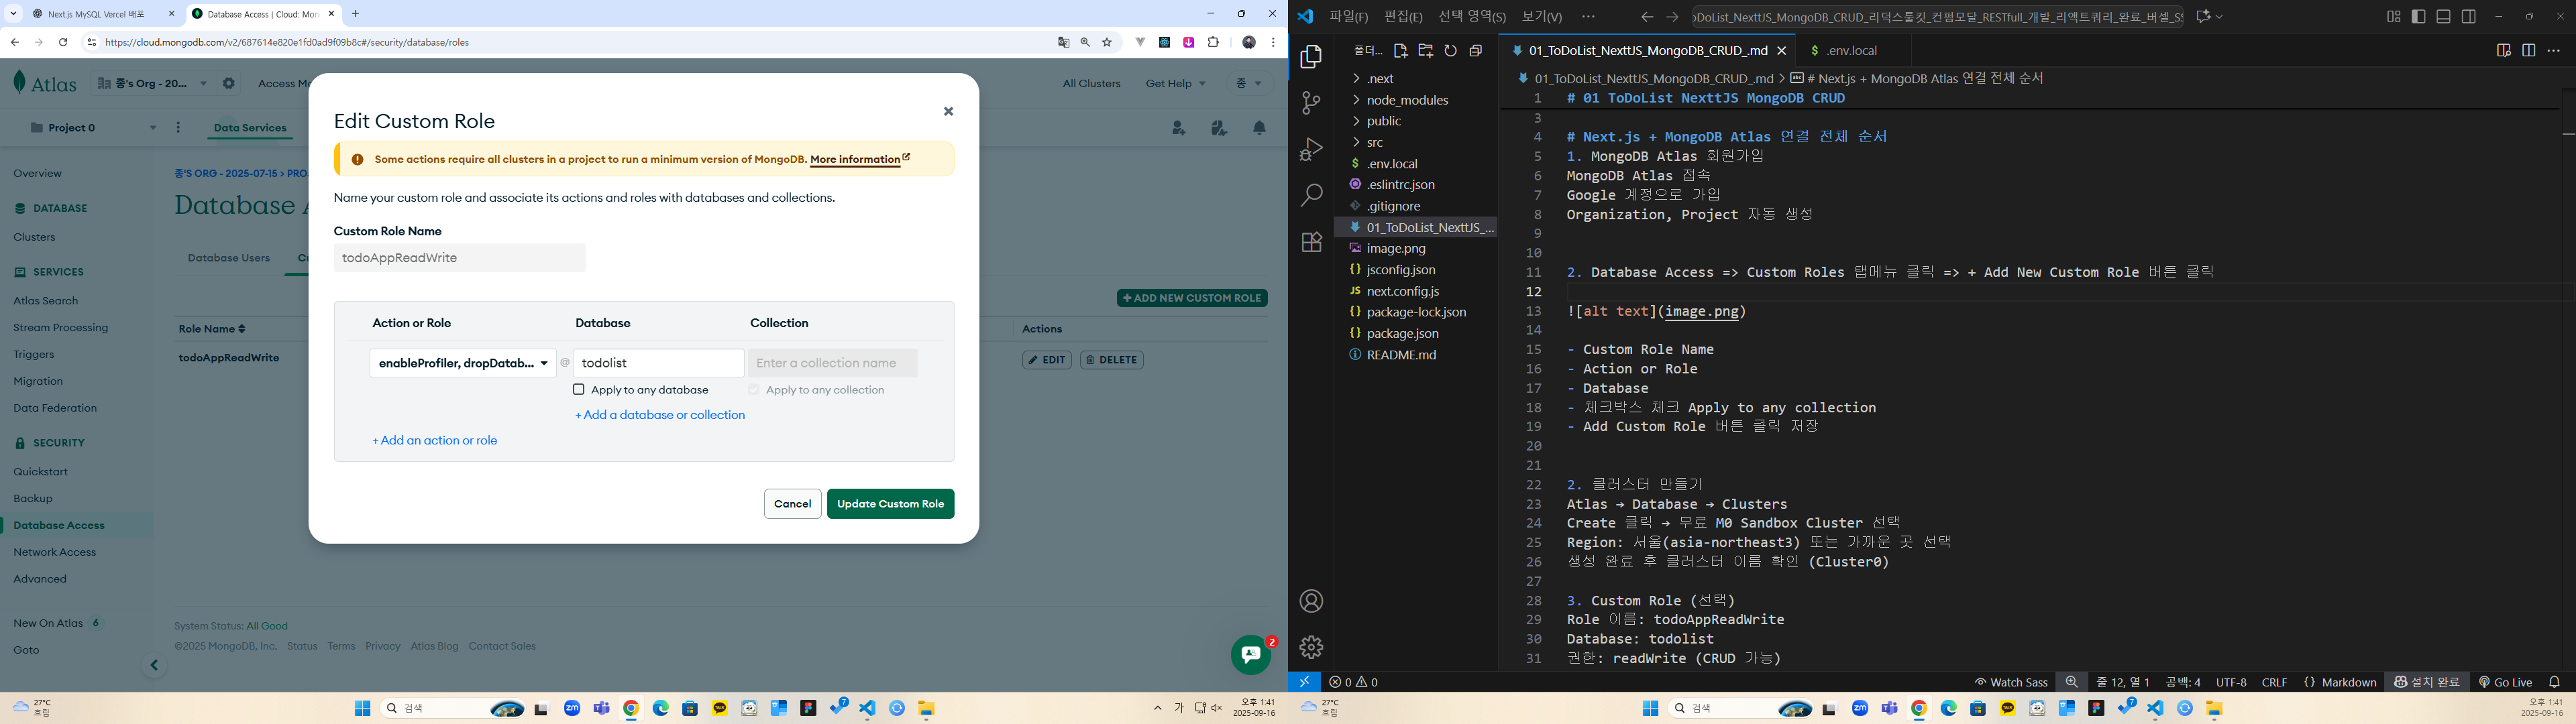 Next.js MySQL Vercel 배포
Database Access | Cloud: Mon
https://cloud.mongodb.com/v2/687614e820e1fd0ad9f09b8c#/security/database/roles
Atlas
종's Org - 20...
Access Ma
All Clusters
Get Help
종
Project 0
Data Services
Overview
DATABASE
Clusters
SERVICES
Atlas Search
Stream Processing
Triggers
Migration
Data Federation
SECURITY
Quickstart
Backup
Database Access
Network Access
Advanced
New On Atlas 6
Goto
종'S ORG - 2025-07-15 > PROJ
Database A
Database Users
Cu
+ ADD NEW CUSTOM ROLE
Role Name
Actions
todoAppReadWrite
EDIT
DELETE
Edit Custom Role
Some actions require all clusters in a project to run a minimum version of MongoDB. More information
Name your custom role and associate its actions and roles with databases and collections.
Custom Role Name
todoAppReadWrite
Action or Role
Database
Collection
enableProfiler, dropDatab...
@
todolist
Enter a collection name
Apply to any database
Apply to any collection
+ Add a database or collection
+ Add an action or role
Cancel
Update Custom Role
System Status: All Good
©2025 MongoDB, Inc. Status Terms Privacy Atlas Blog Contact Sales
2
27°C
흐림
검색
가
오후 1:41
2025-09-16
파일(F) 편집(E) 선택 영역(S) 보기(V) ···
oDoList_NexttJS_MongoDB_CRUD_리덕스툴킷_컨펌모달_RESTfull_개발_리액트쿼리_완료_버셀_SS
폴더...
.next
node_modules
public
src
.env.local
.eslintrc.json
.gitignore
01_ToDoList_NexttJS_...
image.png
jsconfig.json
next.config.js
package-lock.json
package.json
README.md
01_ToDoList_NexttJS_MongoDB_CRUD_.md
.env.local
01_ToDoList_NexttJS_MongoDB_CRUD_.md > # Next.js + MongoDB Atlas 연결 전체 순서
1 # 01 ToDoList NexttJS MongoDB CRUD
3
4 # Next.js + MongoDB Atlas 연결 전체 순서
5 1. MongoDB Atlas 회원가입
6 MongoDB Atlas 접속
7 Google 계정으로 가입
8 Organization, Project 자동 생성
9
10
11 2. Database Access => Custom Roles 탭메뉴 클릭 => + Add New Custom Role 버튼 클릭
12
13 ![alt text](image.png)
14
15 - Custom Role Name
16 - Action or Role
17 - Database
18 - 체크박스 체크 Apply to any collection
19 - Add Custom Role 버튼 클릭 저장
20
21
22 2. 클러스터 만들기
23 Atlas → Database → Clusters
24 Create 클릭 → 무료 M0 Sandbox Cluster 선택
25 Region: 서울(asia-northeast3) 또는 가까운 곳 선택
26 생성 완료 후 클러스터 이름 확인 (Cluster0)
27
28 3. Custom Role (선택)
29 Role 이름: todoAppReadWrite
30 Database: todolist
31 권한: readWrite (CRUD 가능)
0 0
Watch Sass
줄 12, 열 1 공백: 4 UTF-8 CRLF {} Markdown 설치 완료 Go Live
27°C
흐림
검색
오후 1:41
2025-09-16